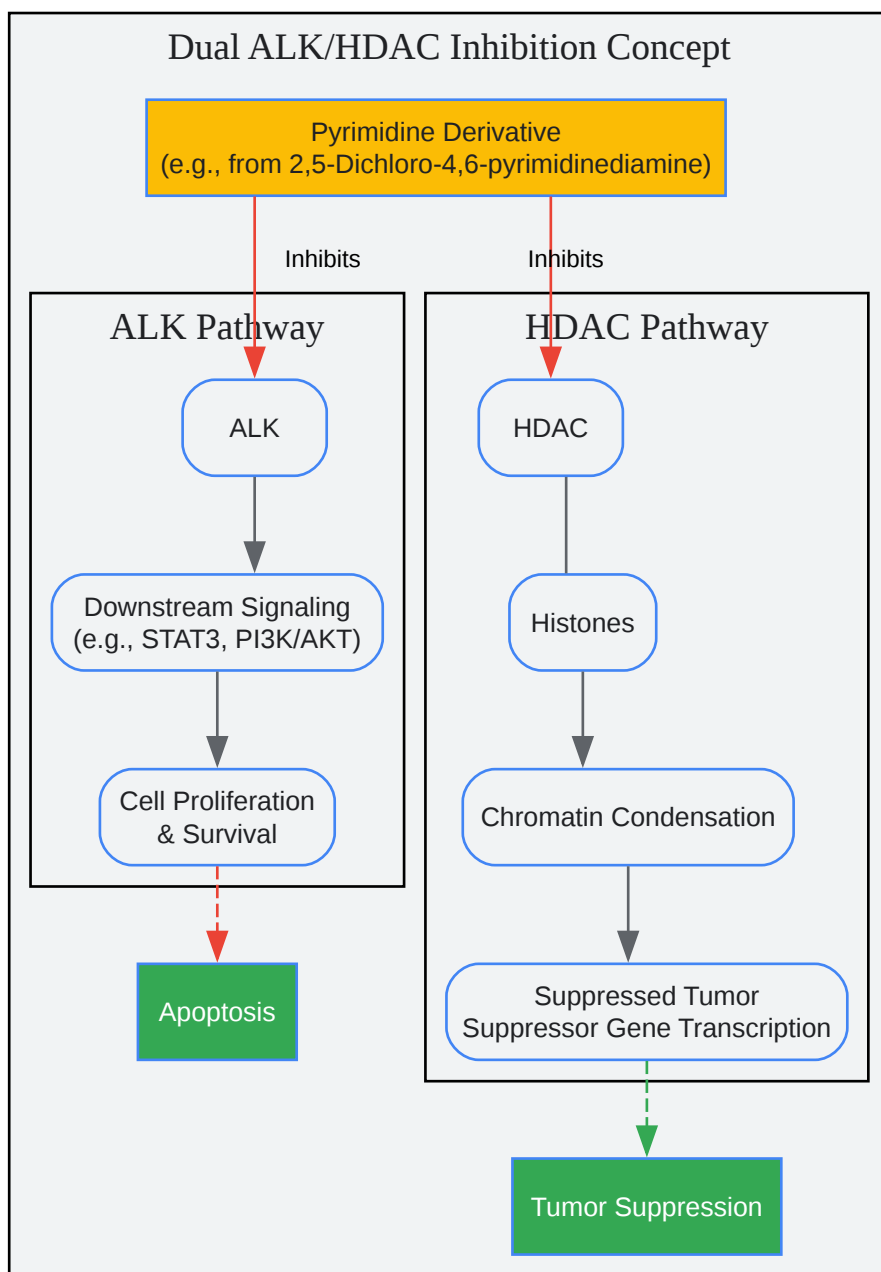 Dual ALK/HDAC Inhibition Concept
Pyrimidine Derivative
(e.g., from 2,5-Dichloro-4,6-pyrimidinediamine)
Inhibits
Inhibits
ALK Pathway
HDAC Pathway
ALK
HDAC
Downstream Signaling
(e.g., STAT3, PI3K/AKT)
Histones
Cell Proliferation
& Survival
Chromatin Condensation
Apoptosis
Suppressed Tumor
Suppressor Gene Transcription
Tumor Suppression